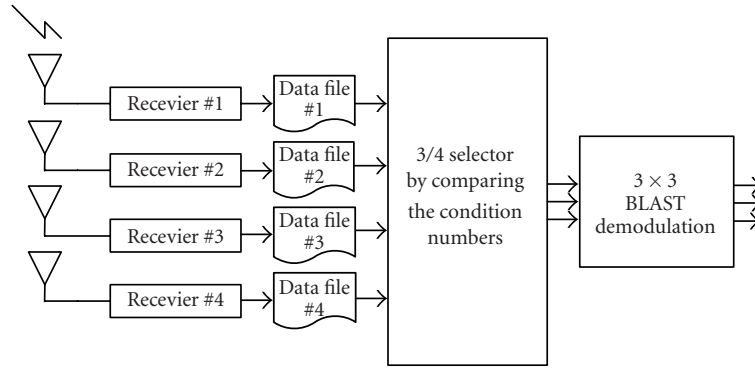 Recevier #1
Data file
#1
Recevier #2
Data file
#2
Recevier #3
Data file
#3
Recevier #4
Data file
#4
3/4 selector
by comparing
the condition
numbers
3 × 3
BLAST
demodulation